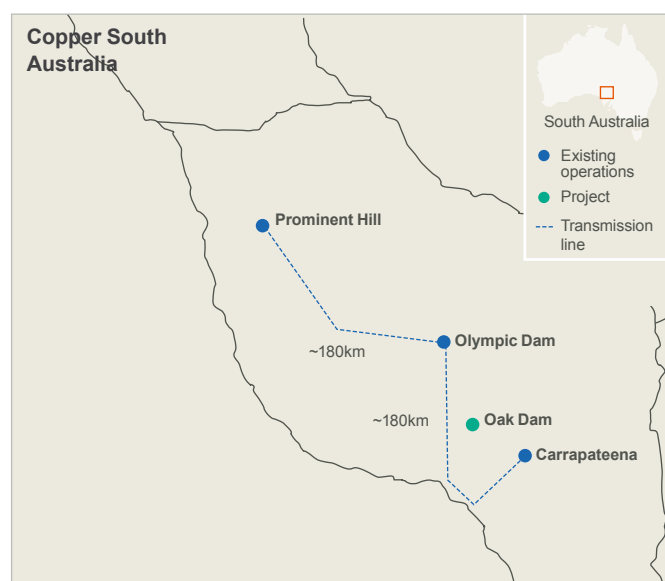 Copper South
Australia
South Australia
Existing
operations
Project
Transmission
line
Prominent Hill
~180km
Olympic Dam
~180km
Oak Dam
Carrapateena